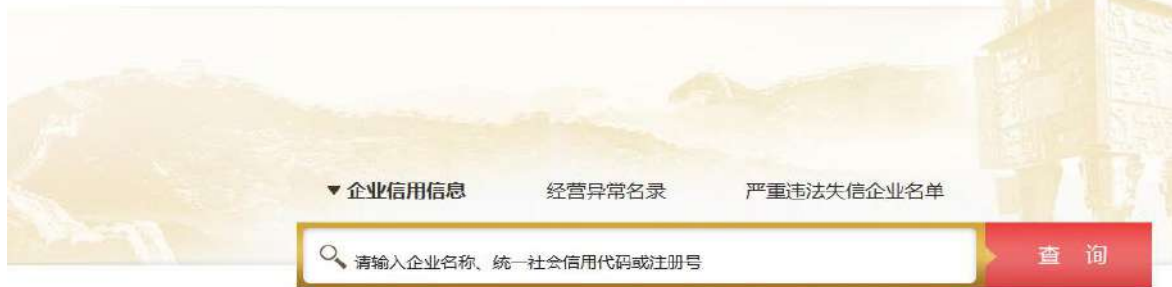 ▼企业信用信息 经营异常名录 严重违法失信企业名单
请输入企业名称、统一社会信用代码或注册号 查 询